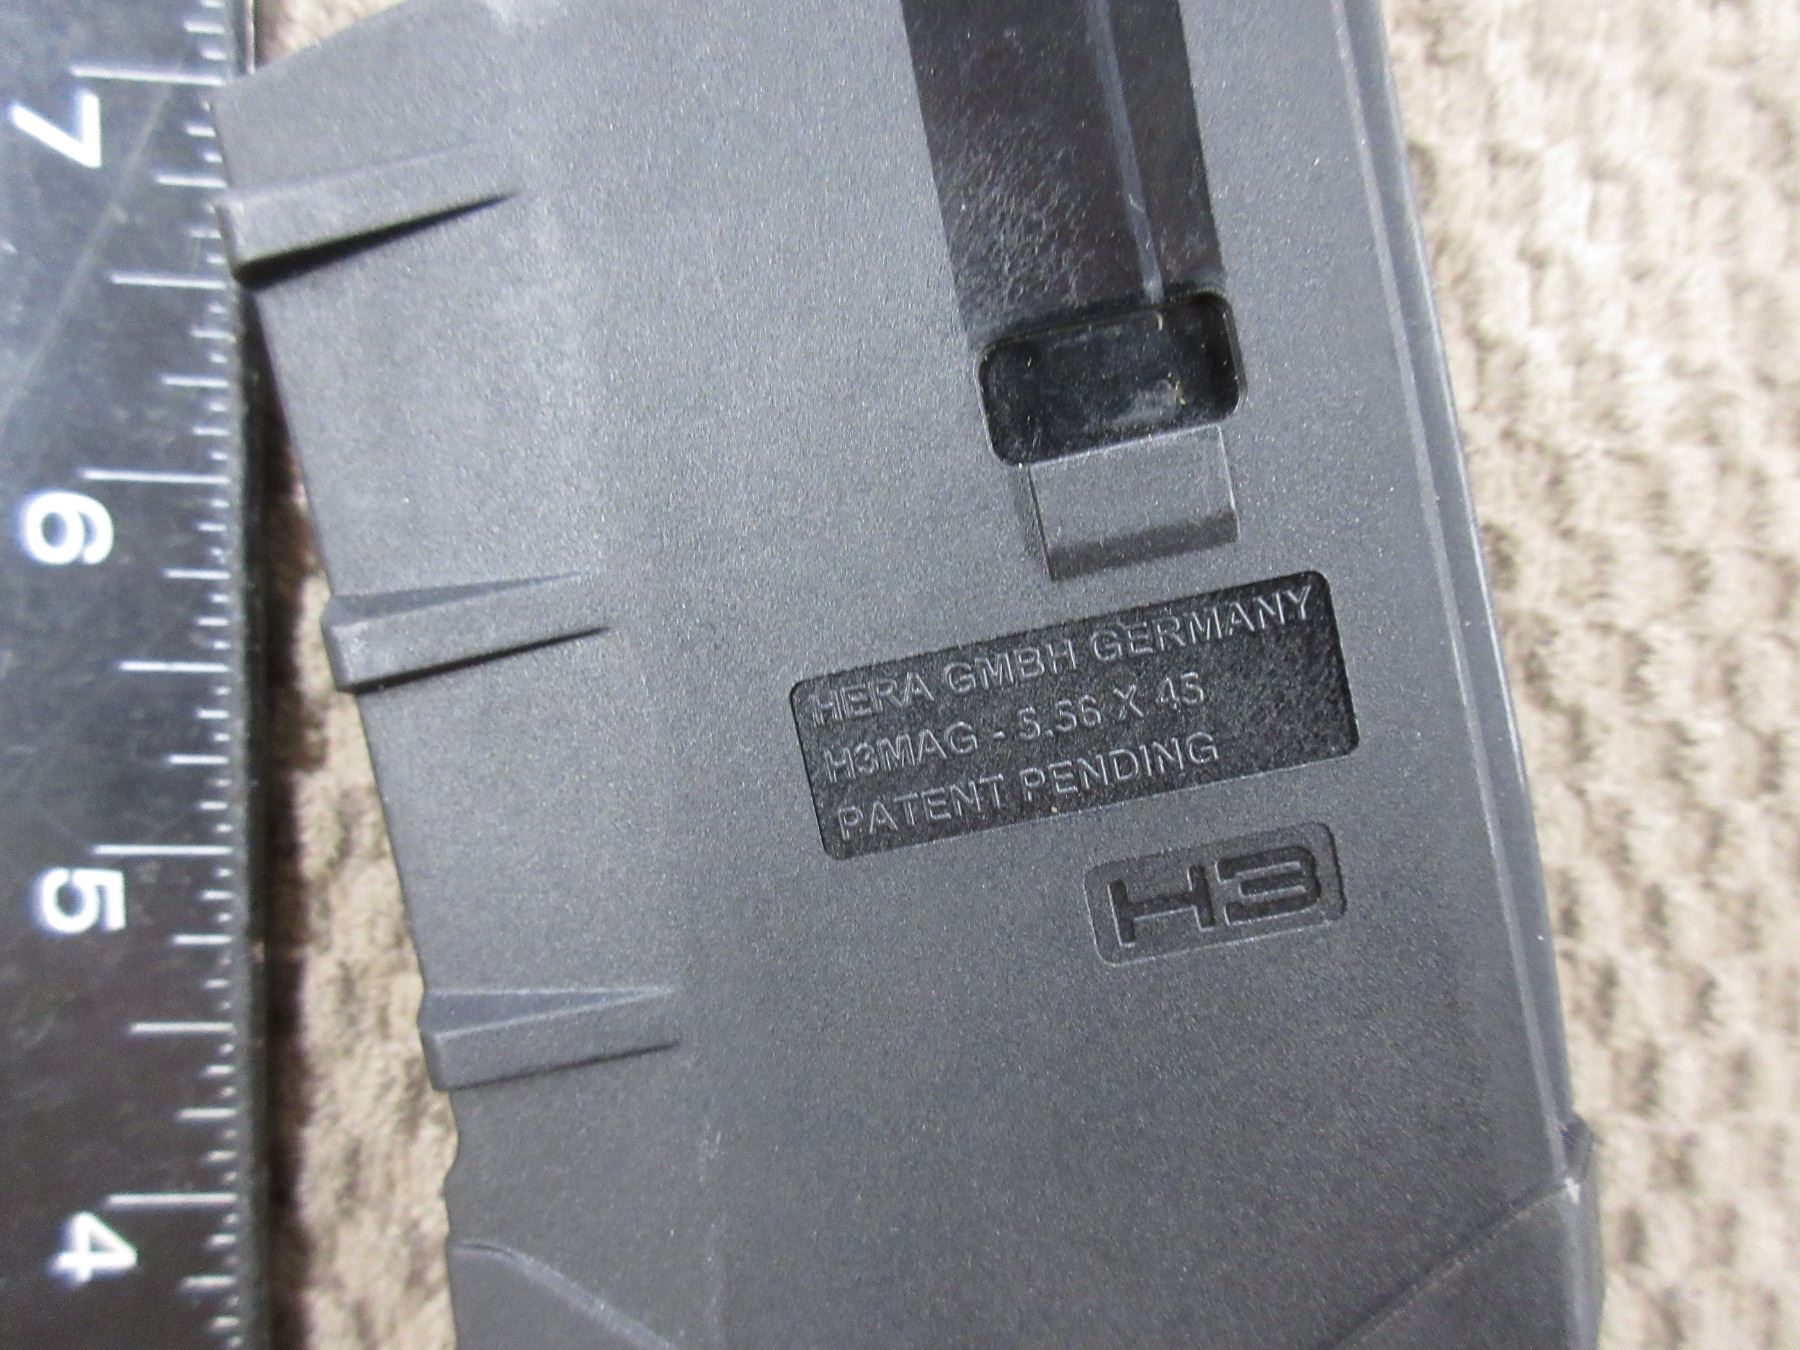 HERA GMBH GERMANY
H3MAG - 5.56 X 45
PATENT PENDING
H3
7
6
5
4